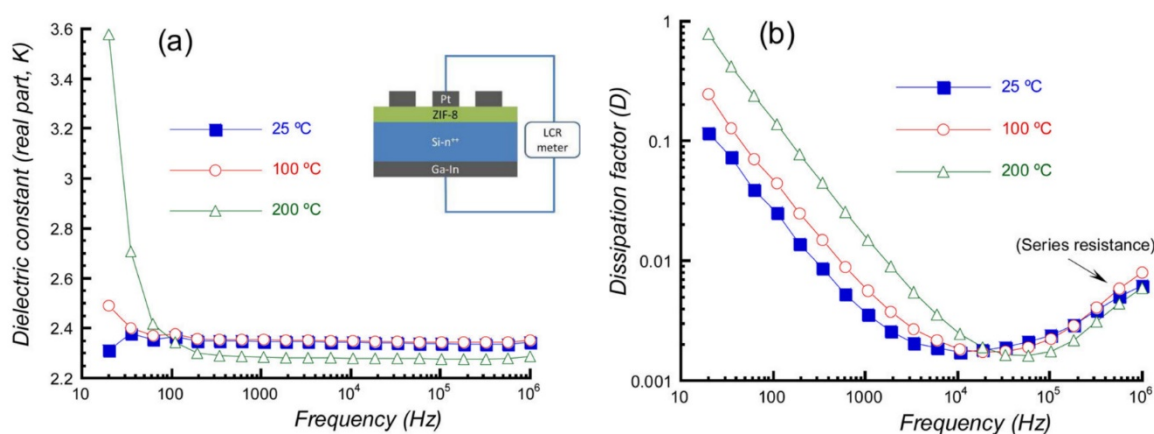 (a)
Dielectric constant (real part, K)
3.6
3.4
3.2
3
2.8
2.6
2.4
2.2
25 ºC
100 ºC
200 ºC
Pt
ZIF-8
Si-n++
Ga-In
LCR
meter
10
100
1000
10⁴
10⁵
10⁶
Frequency (Hz)
(b)
Dissipation factor (D)
1
0.1
0.01
0.001
25 ºC
100 ºC
200 ºC
(Series resistance)
10
100
1000
10⁴
10⁵
10⁶
Frequency (Hz)